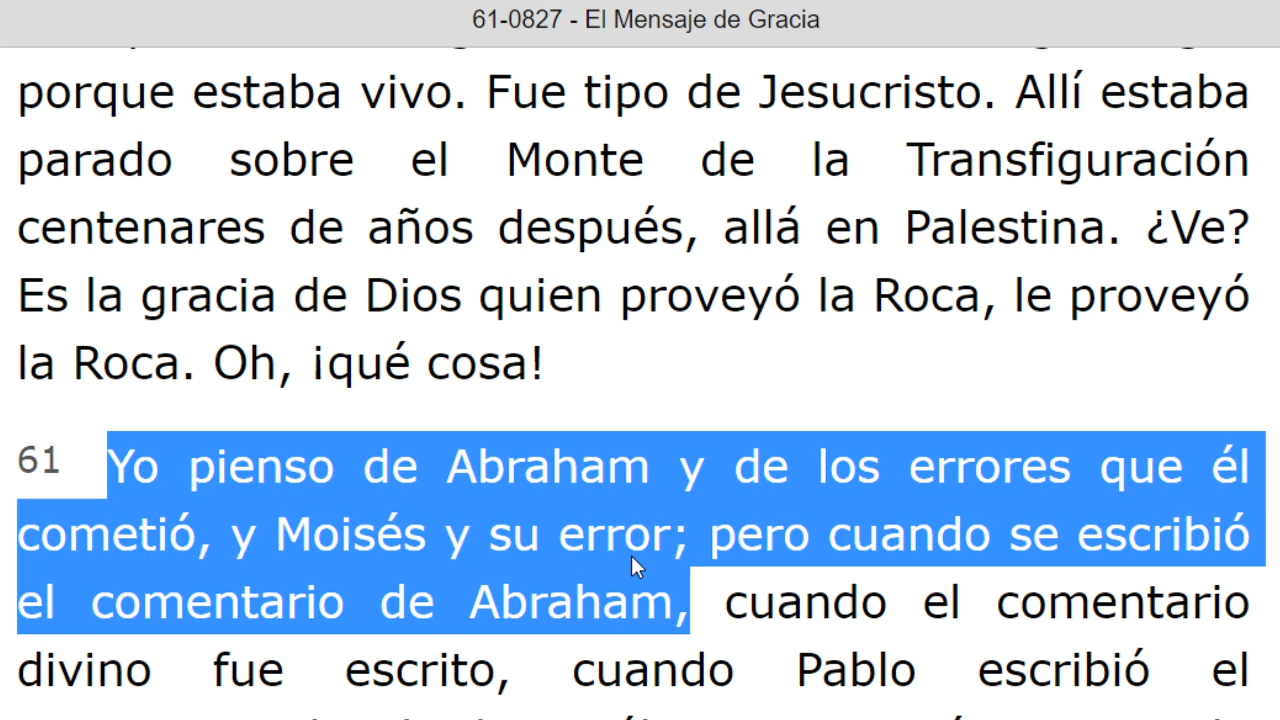 61-0827 - El Mensaje de Gracia
porque estaba vivo. Fue tipo de Jesucristo. Allí estaba
parado sobre el Monte de la Transfiguración
centenares de años después, allá en Palestina. ¿Ve?
Es la gracia de Dios quien proveyó la Roca, le proveyó
la Roca. Oh, ¡qué cosa!
61 Yo pienso de Abraham y de los errores que él
cometió, y Moisés y su error; pero cuando se escribió
el comentario de Abraham, cuando el comentario
divino fue escrito, cuando Pablo escribió el